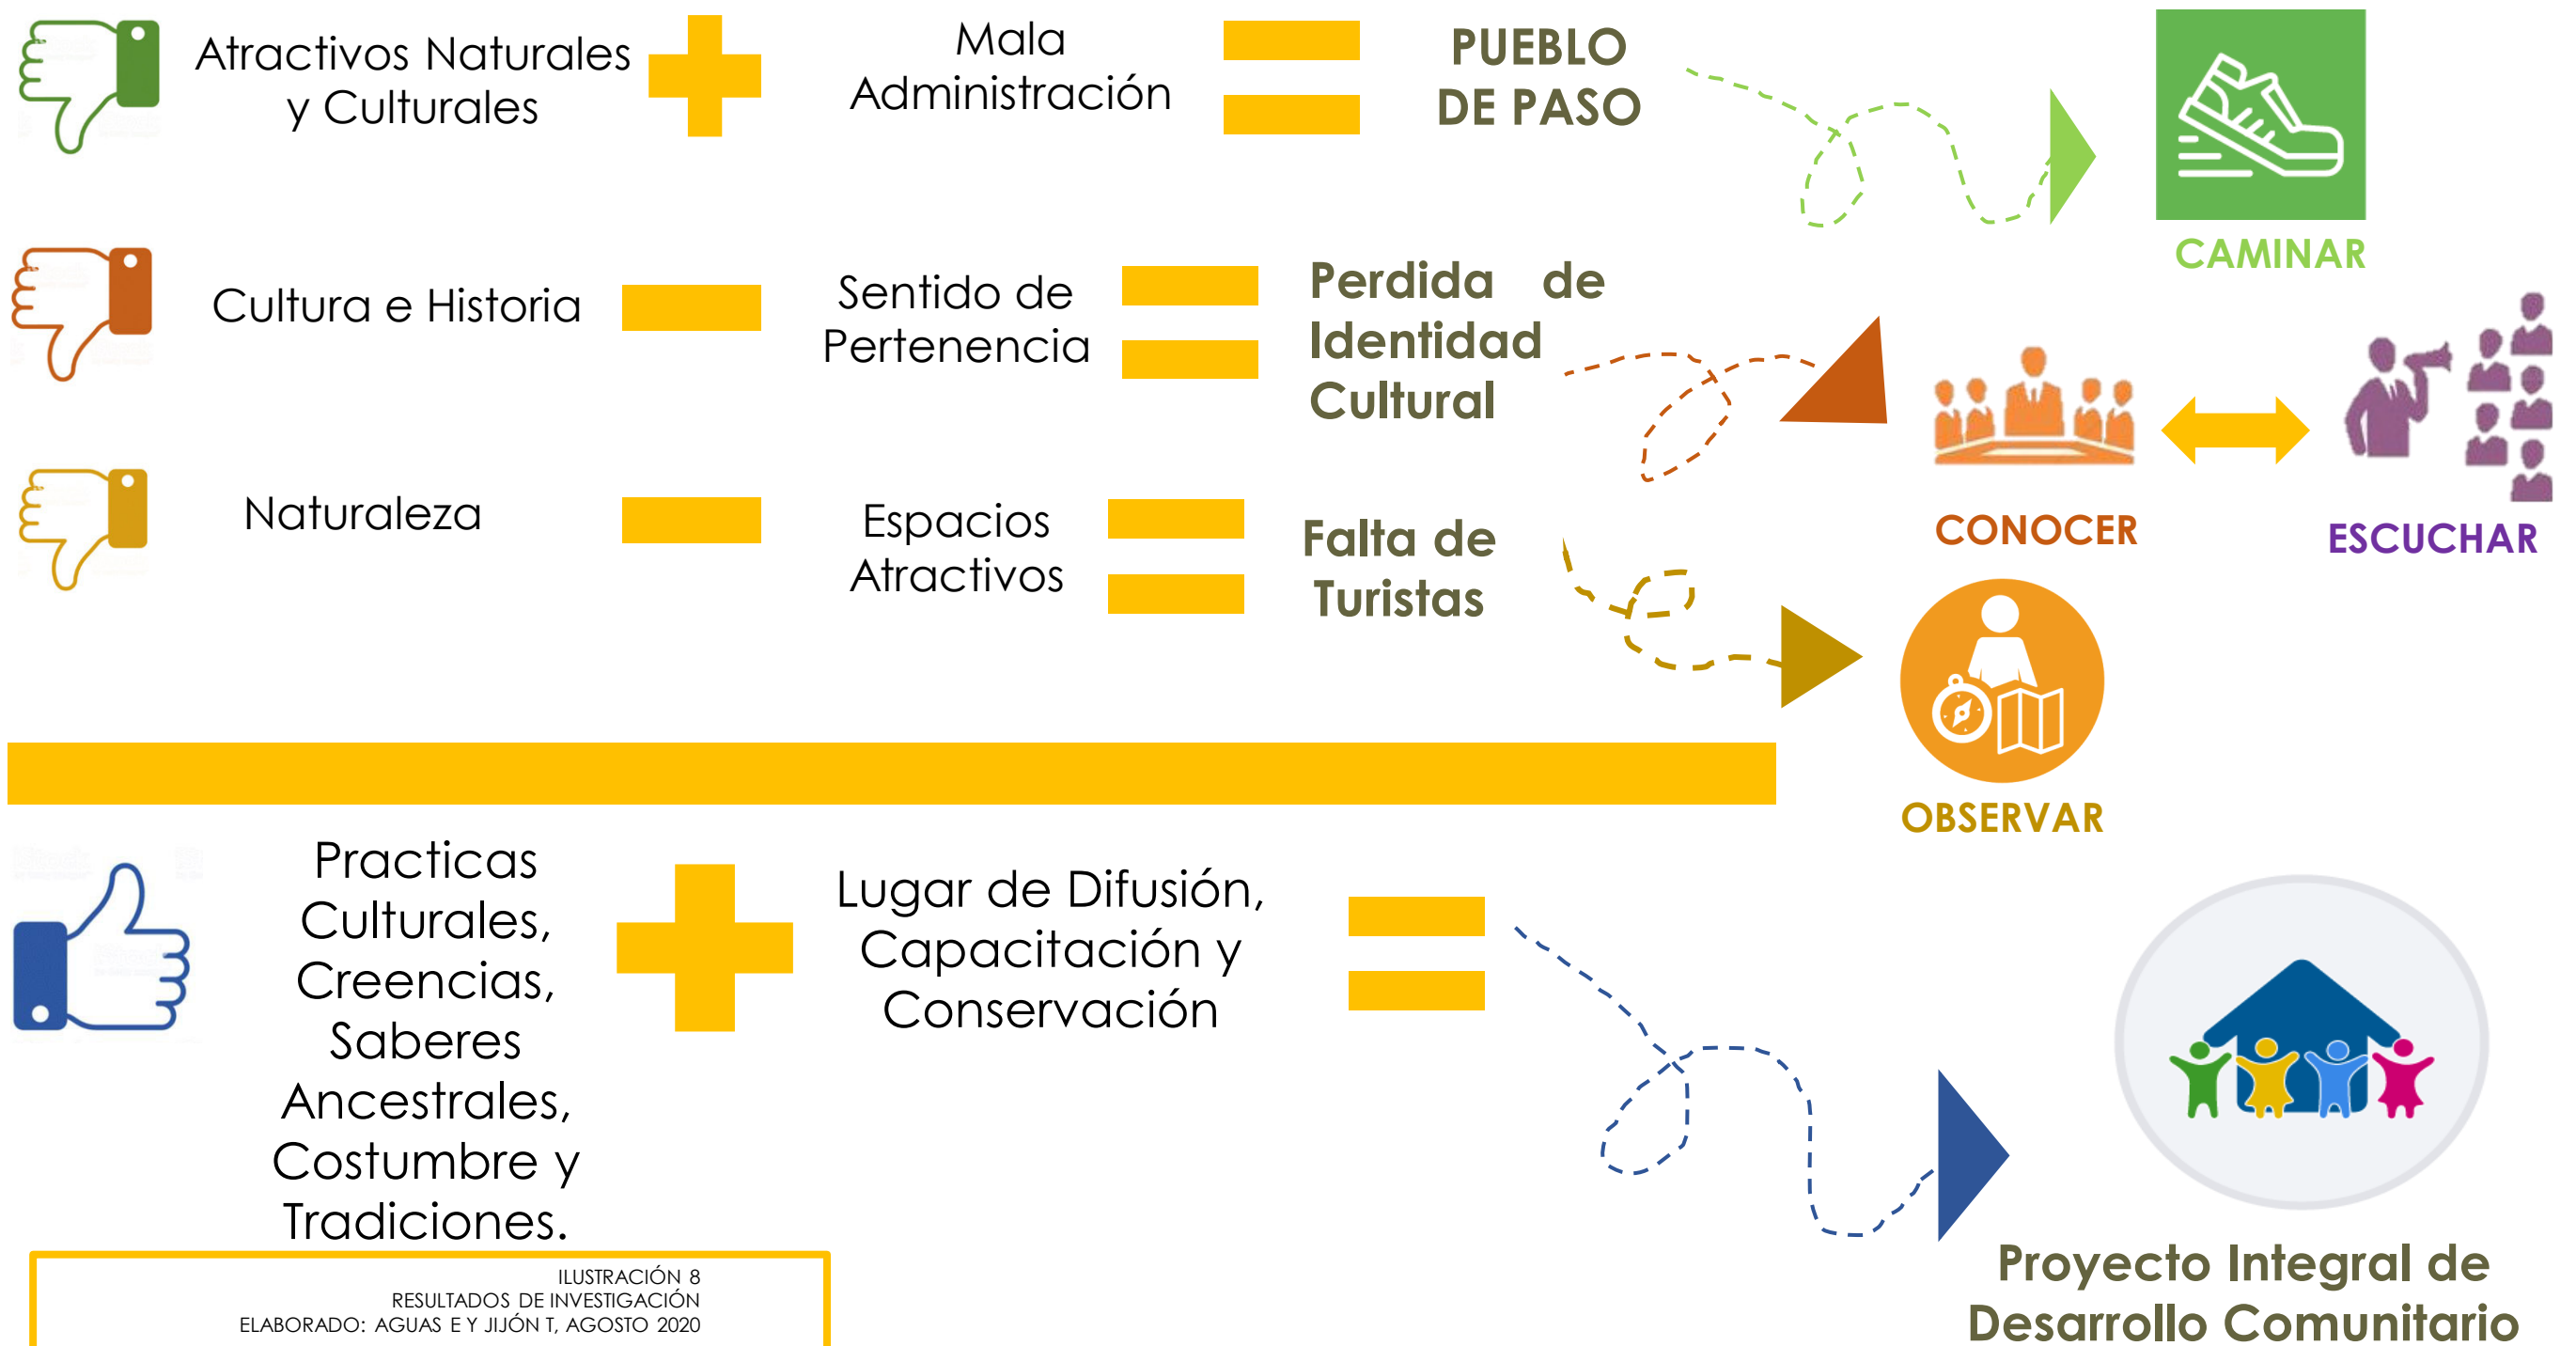 Atractivos Naturales
y Culturales
Mala
Administración
PUEBLO
DE PASO
CAMINAR
Cultura e Historia
Sentido de
Pertenencia
Perdida de
Identidad
Cultural
CONOCER
ESCUCHAR
Naturaleza
Espacios
Atractivos
Falta de
Turistas
OBSERVAR
Practicas
Culturales,
Creencias,
Saberes
Ancestrales,
Costumbre y
Tradiciones.
Lugar de Difusión,
Capacitación y
Conservación
Proyecto Integral de
Desarrollo Comunitario
ILUSTRACIÓN 8
RESULTADOS DE INVESTIGACIÓN
ELABORADO: AGUAS E Y JIJÓN T, AGOSTO 2020